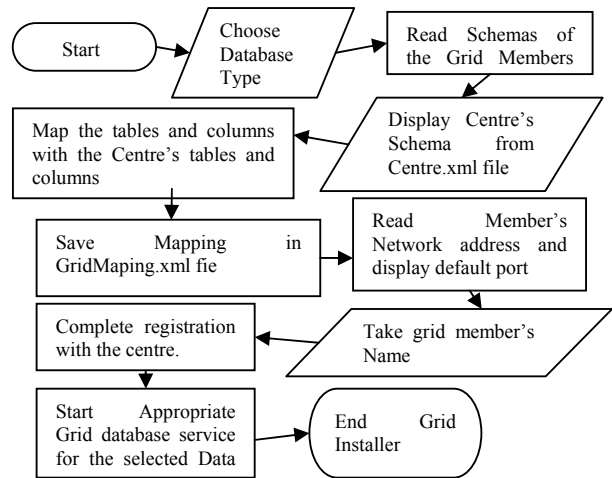 Start
Choose
Database
Type
Read Schemas of
the Grid Members
Display Centre's
Schema from
Centre.xml file
Map the tables and columns
with the Centre's tables and
columns
Save Mapping in
GridMaping.xml fie
Read Member's
Network address and
display default port
Take grid member's
Name
Complete registration
with the centre.
Start Appropriate
Grid database service
for the selected Data
End Grid
Installer